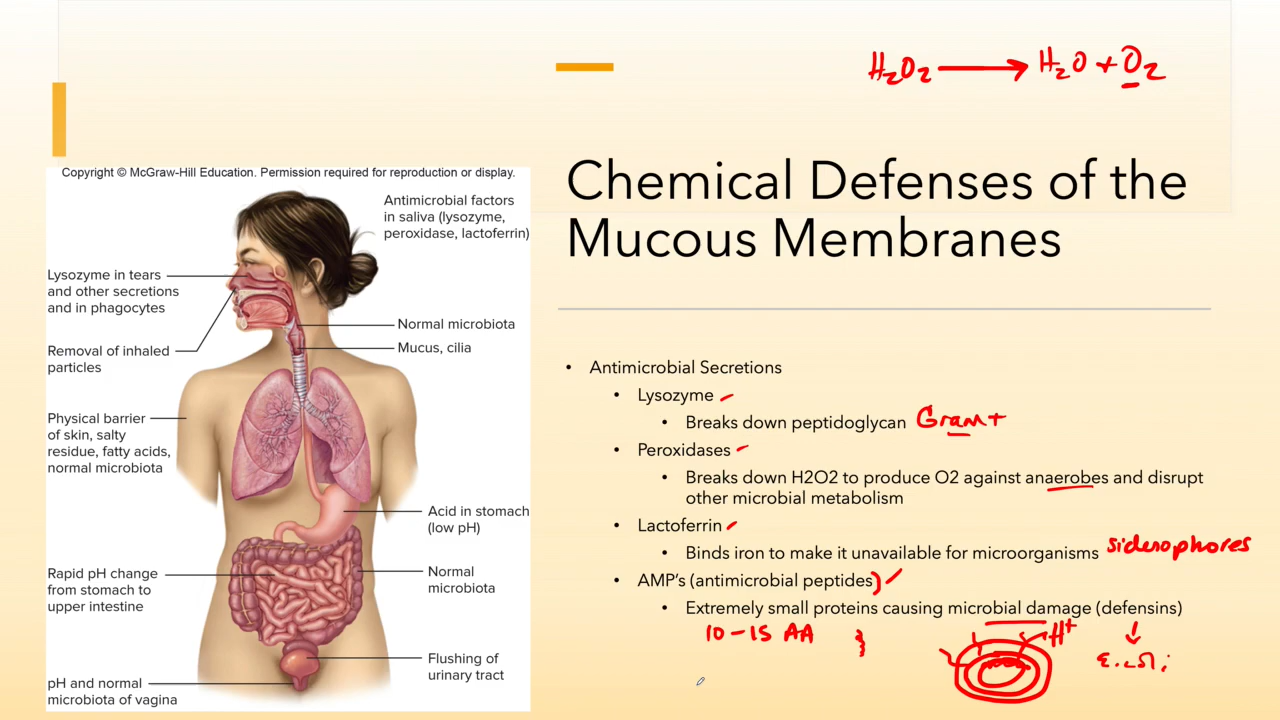 H2O2 → H2O + O2
Copyright © McGraw-Hill Education. Permission required for reproduction or display.
Antimicrobial factors
in saliva (lysozyme,
peroxidase, lactoferrin)
Lysozyme in tears
and other secretions
and in phagocytes
Normal microbiota
Mucus, cilia
Removal of inhaled
particles
Physical barrier
of skin, salty
residue, fatty acids,
normal microbiota
Acid in stomach
(low pH)
Rapid pH change
from stomach to
upper intestine
Normal
microbiota
Flushing of
urinary tract
pH and normal
microbiota of vagina
Chemical Defenses of the
Mucous Membranes
• Antimicrobial Secretions
• Lysozyme
• Breaks down peptidoglycan Gram+
• Peroxidases
• Breaks down H2O2 to produce O2 against anaerobes and disrupt
other microbial metabolism
• Lactoferrin
• Binds iron to make it unavailable for microorganisms siderophores
• AMP's (antimicrobial peptides)
• Extremely small proteins causing microbial damage (defensins)
10-15 AA
H+
E. coli